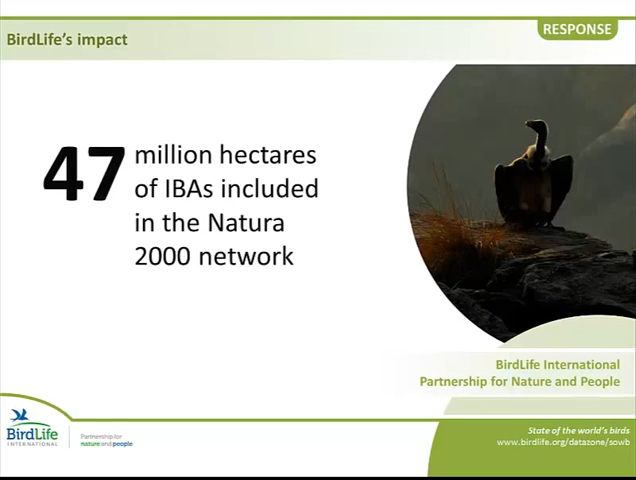 BirdLife's impact
RESPONSE
47 million hectares
of IBAs included
in the Natura
2000 network
BirdLife International
Partnership for Nature and People
BirdLife
INTERNATIONAL
Partnership for
nature and people
State of the world's birds
www.birdlife.org/datazone/sowb